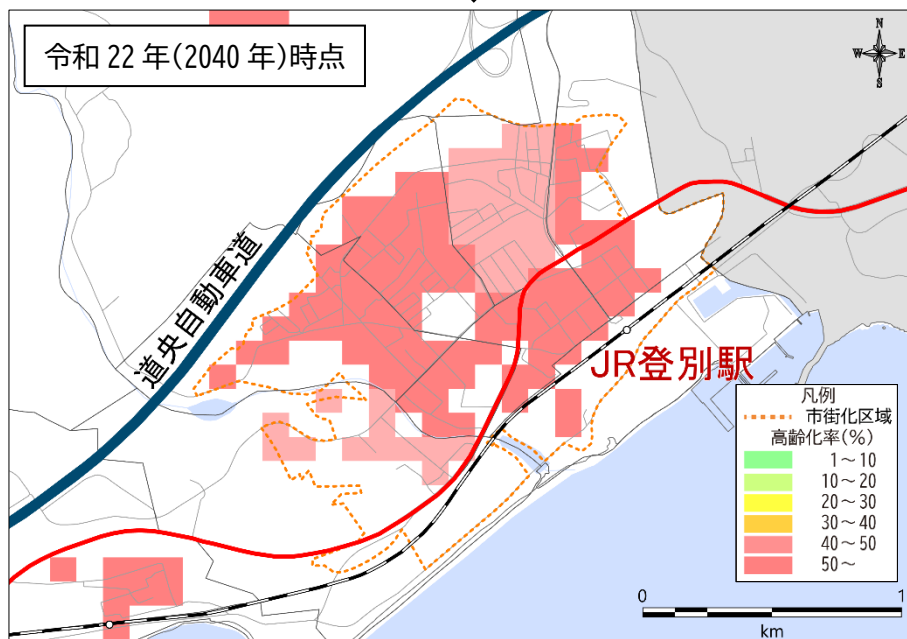 令和 22 年(2040 年)時点
N
W
E
S
道央自動車道
JR登別駅
凡例
市街化区域
高齢化率(%)
1～10
10～20
20～30
30～40
40～50
50～
0
1
km